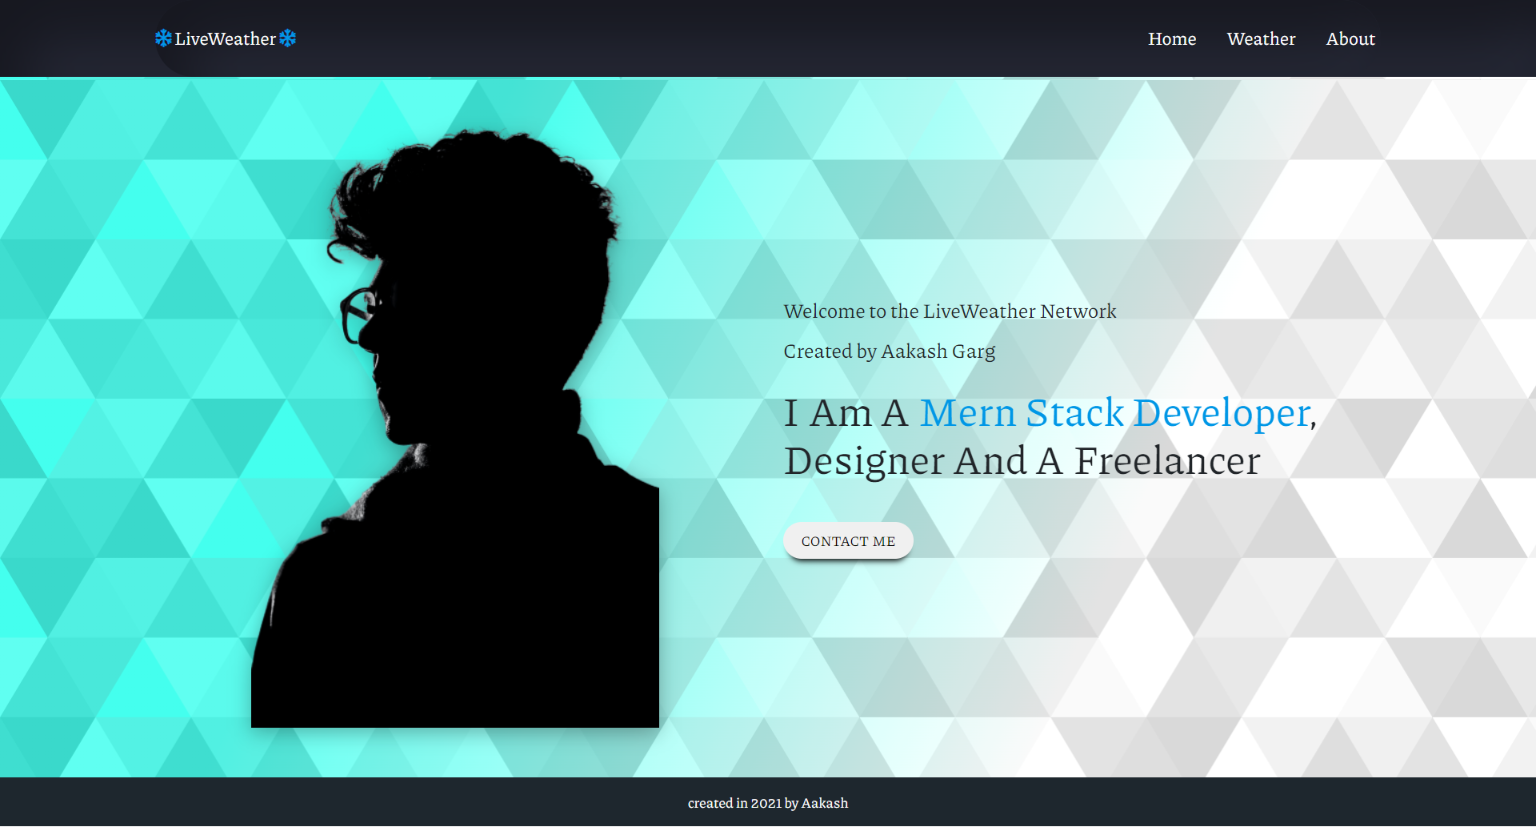 LiveWeather
Home Weather About
Welcome to the LiveWeather Network
Created by Aakash Garg
I Am A Mern Stack Developer,
Designer And A Freelancer
CONTACT ME
created in 2021 by Aakash